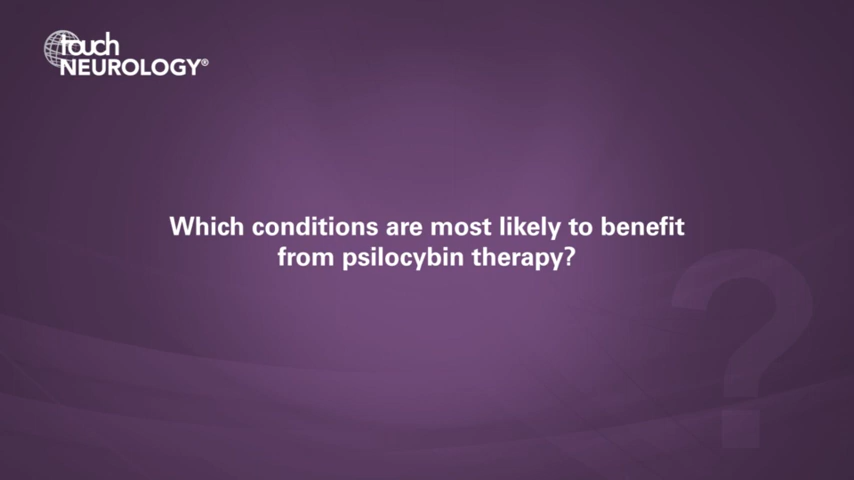 touch
NEUROLOGY®
Which conditions are most likely to benefit
from psilocybin therapy?
?